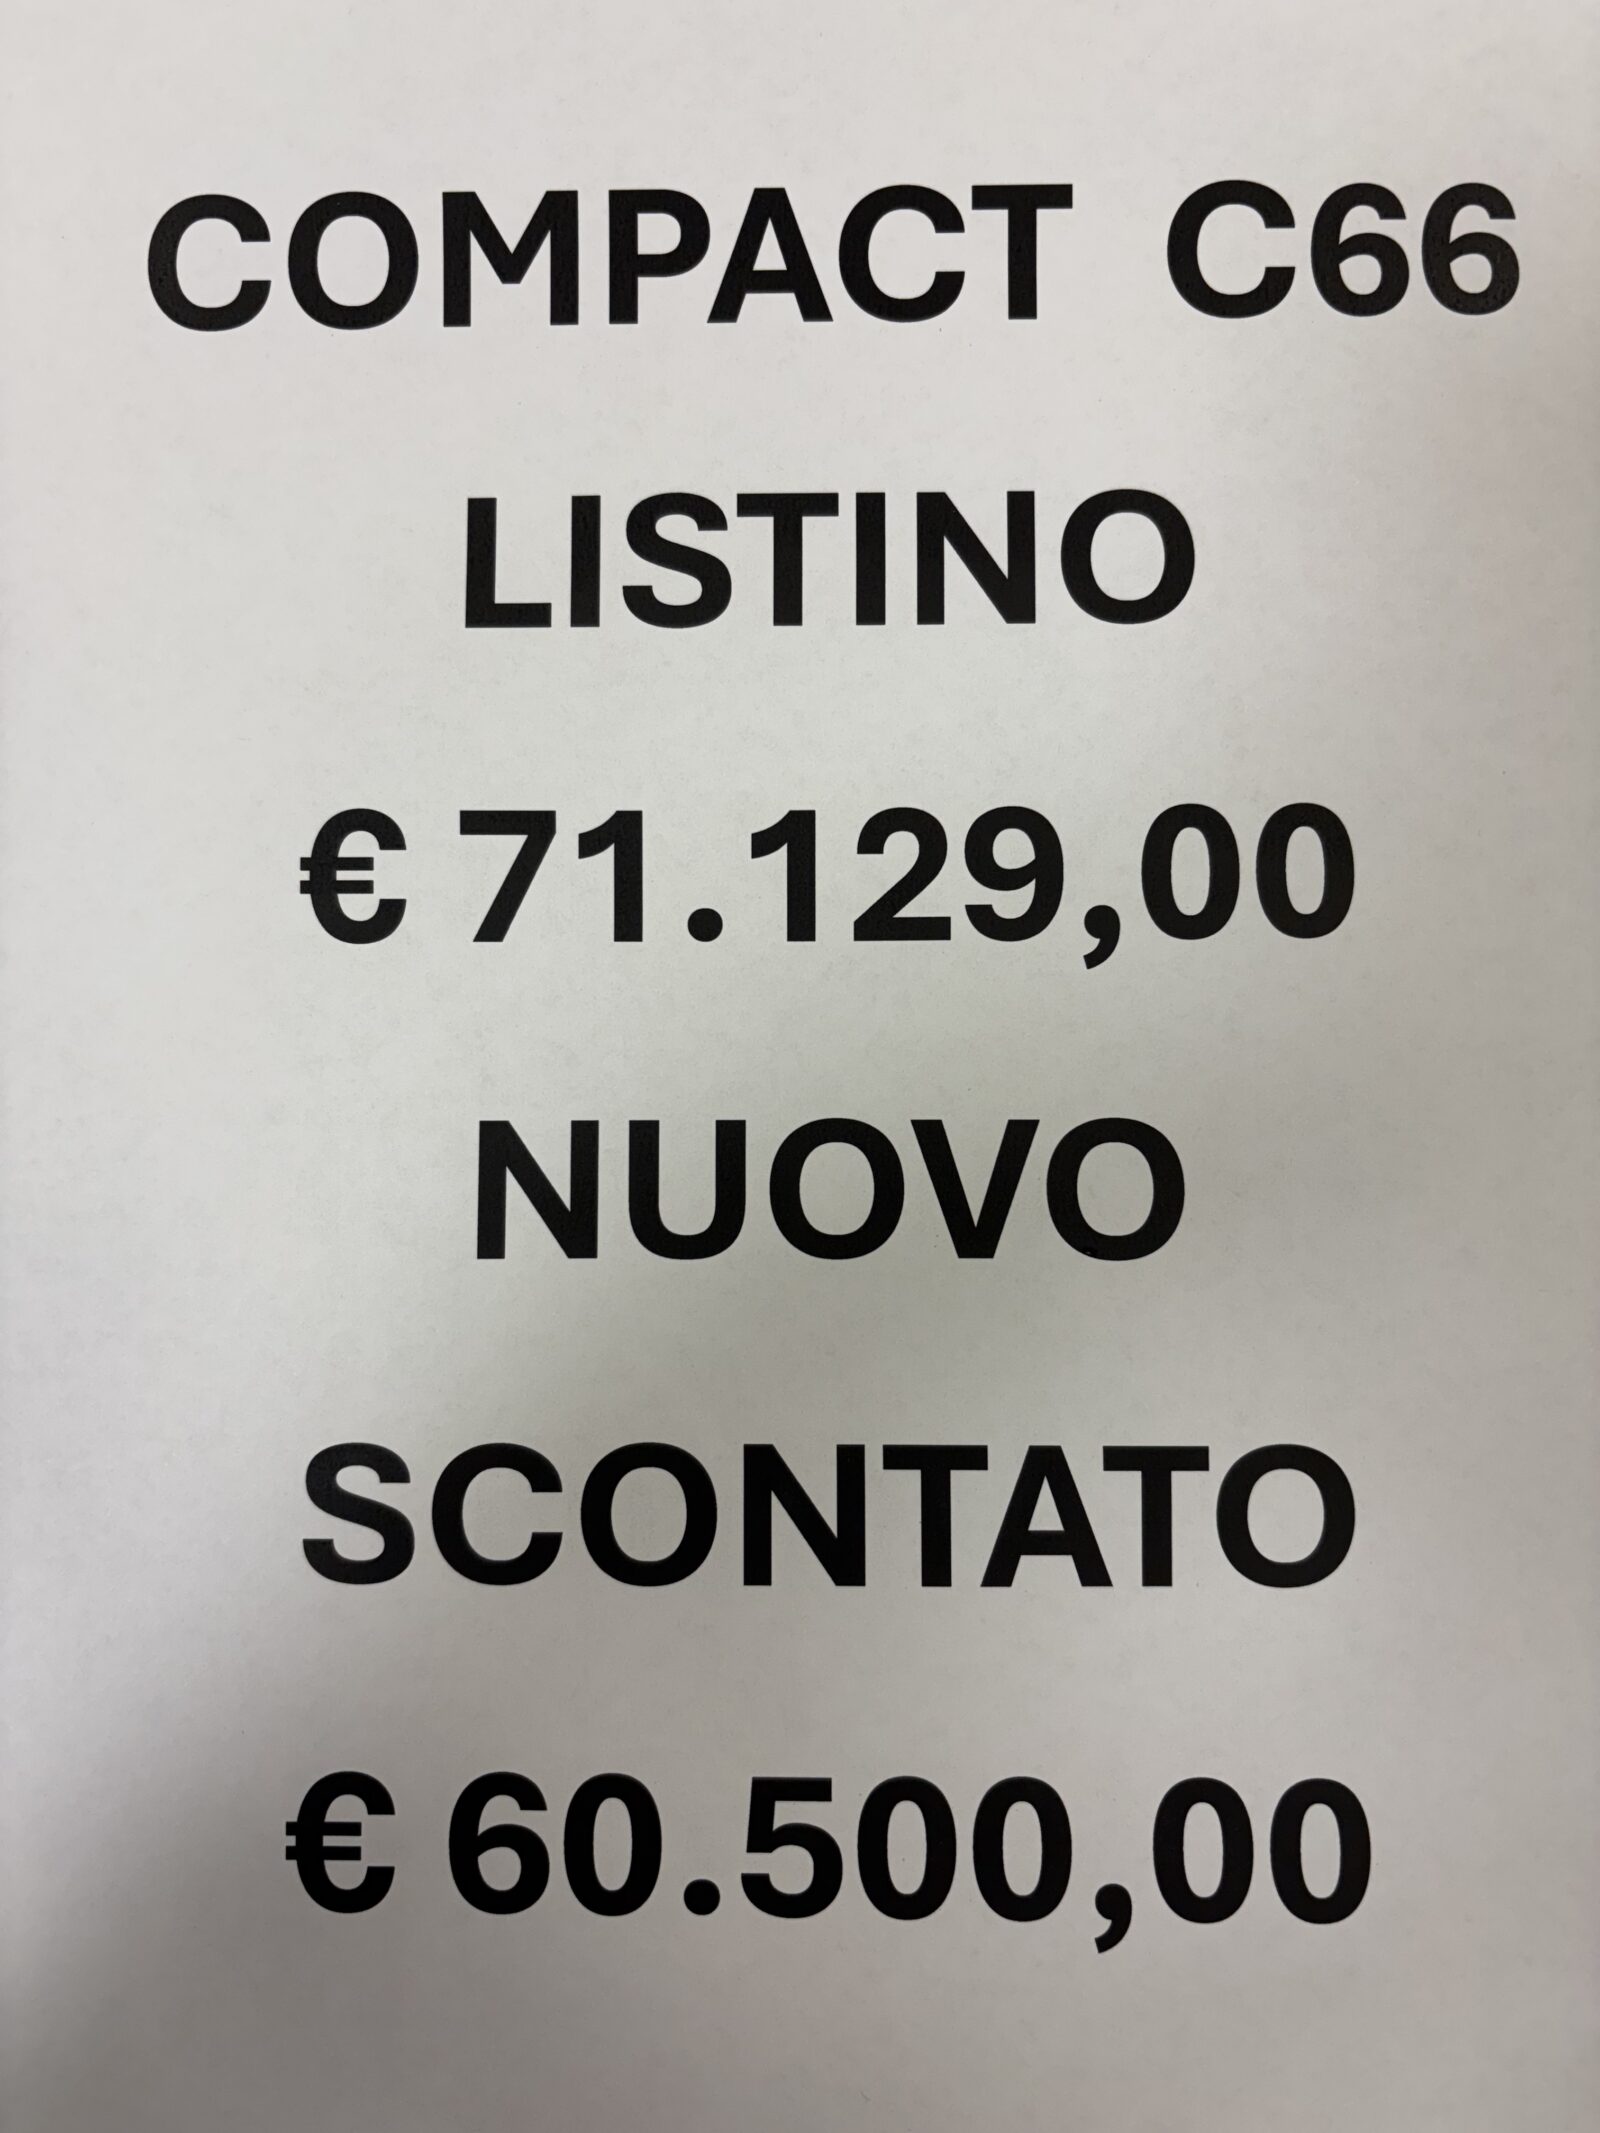 COMPACT C66
LISTINO
€ 71.129,00
NUOVO
SCONTATO
€ 60.500,00